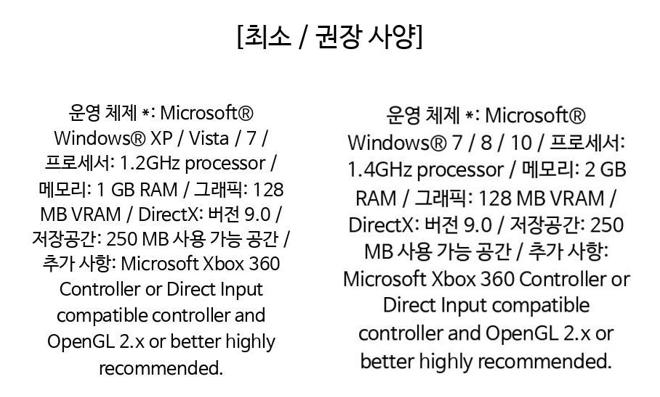 [최소 / 권장 사양]
운영 체제 *: Microsoft®
Windows® XP / Vista / 7 /
프로세서: 1.2GHz processor /
메모리: 1 GB RAM / 그래픽: 128
MB VRAM / DirectX: 버전 9.0 /
저장공간: 250 MB 사용 가능 공간 /
추가 사항: Microsoft Xbox 360
Controller or Direct Input
compatible controller and
OpenGL 2.x or better highly
recommended.
운영 체제 *: Microsoft®
Windows® 7 / 8 / 10 / 프로세서:
1.4GHz processor / 메모리: 2 GB
RAM / 그래픽: 128 MB VRAM /
DirectX: 버전 9.0 / 저장공간: 250
MB 사용 가능 공간 / 추가 사항:
Microsoft Xbox 360 Controller or
Direct Input compatible
controller and OpenGL 2.x or
better highly recommended.